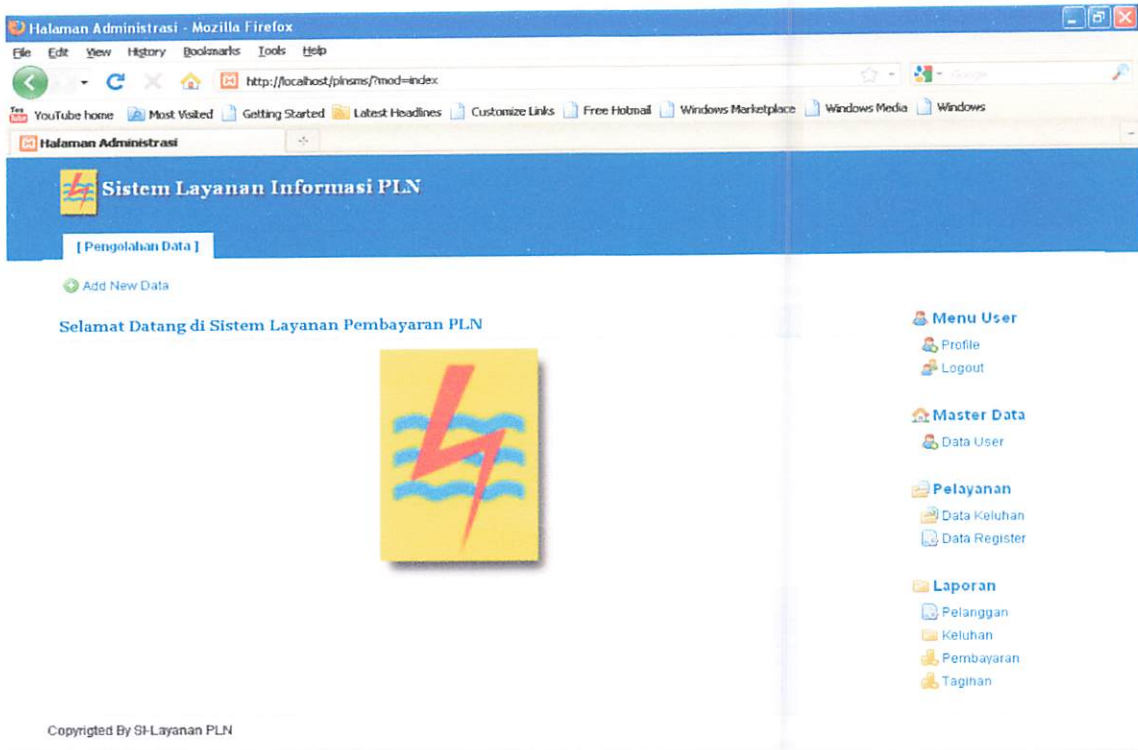 Halaman Administrasi - Mozilla Firefox
File Edit View History Bookmarks Tools Help
http://localhost/plnsms/?mod=index
Google
YouTube home Most Visited Getting Started Latest Headlines Customize Links Free Hotmail Windows Marketplace Windows Media Windows
Halaman Administrasi
Sistem Layanan Informasi PLN
[ Pengolahan Data ]
Add New Data
Selamat Datang di Sistem Layanan Pembayaran PLN
Menu User
Profile
Logout
Master Data
Data User
Pelayanan
Data Keluhan
Data Register
Laporan
Pelanggan
Keluhan
Pembayaran
Tagihan
Copyrigted By SI-Layanan PLN